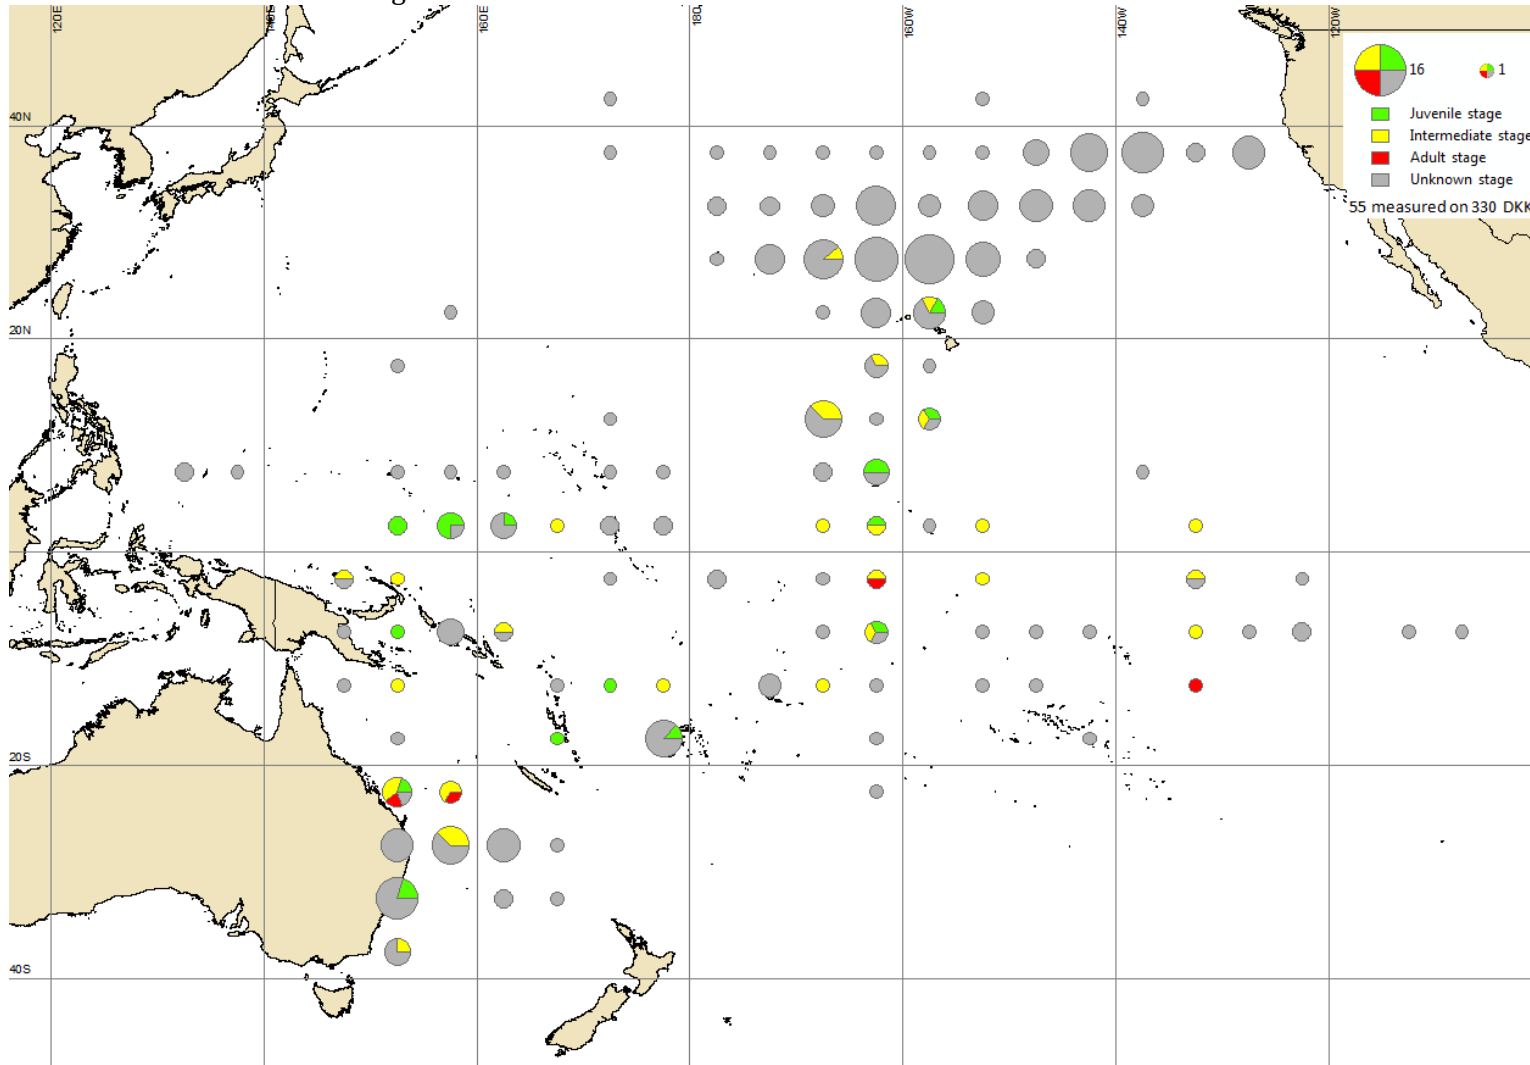 120E
140E
160E
180
160W
140W
120W
16
1
Juvenile stage
Intermediate stage
Adult stage
Unknown stage
55 measured on 330 DKK
40N
20N
20S
40S